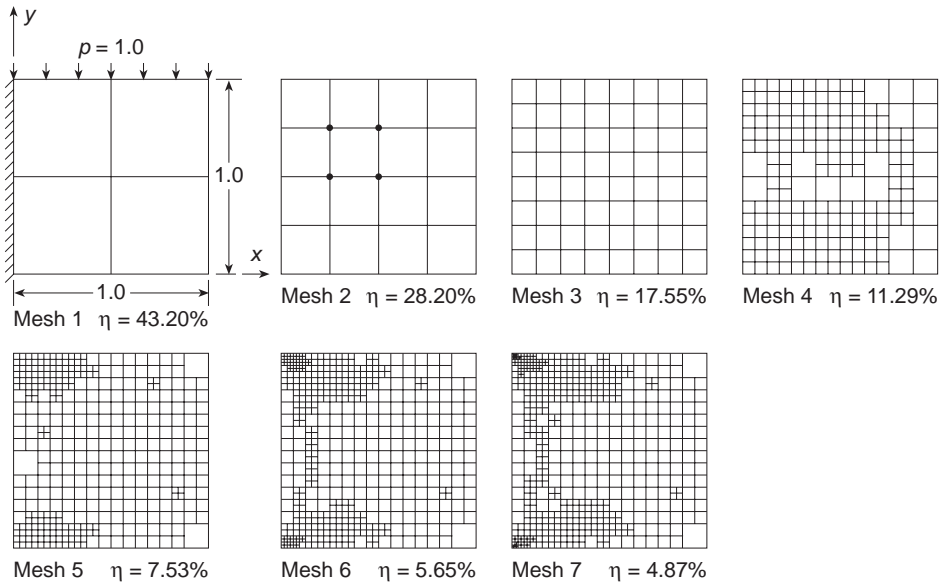 y
p = 1.0
1.0
x
1.0
Mesh 1 η = 43.20%
Mesh 2 η = 28.20%
Mesh 3 η = 17.55%
Mesh 4 η = 11.29%
Mesh 5 η = 7.53%
Mesh 6 η = 5.65%
Mesh 7 η = 4.87%